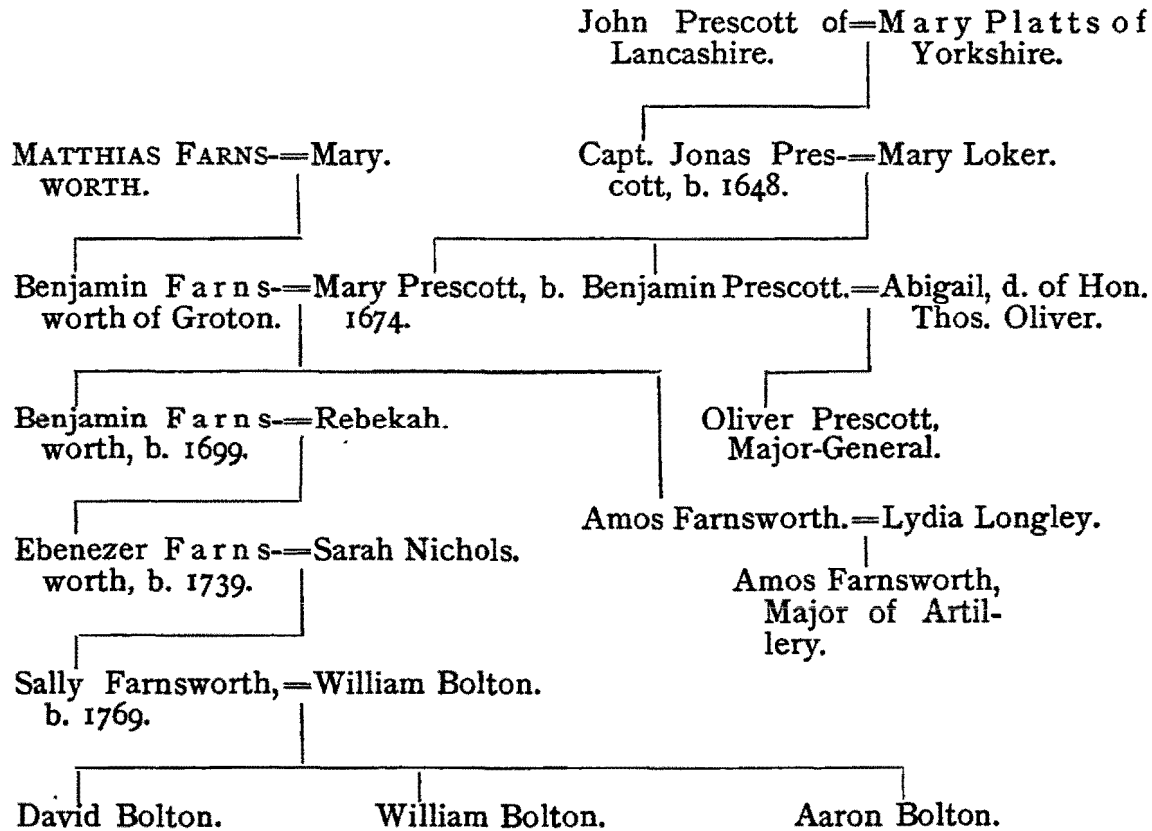 John Prescott of=Mary Platts of
Lancashire. Yorkshire.
MATTHIAS FARNS-=Mary. Capt. Jonas Pres-=Mary Loker.
WORTH. cott, b. 1648.
Benjamin Farns-=Mary Prescott, b. Benjamin Prescott.=Abigail, d. of Hon.
worth of Groton. 1674. Thos. Oliver.
Benjamin Farns-=Rebekah. Oliver Prescott,
worth, b. 1699. Major-General.
Amos Farnsworth.=Lydia Longley.
Ebenezer Farns-=Sarah Nichols.
worth, b. 1739. Amos Farnsworth,
Major of Artil-
lery.
Sally Farnsworth,=William Bolton.
b. 1769.
David Bolton. William Bolton. Aaron Bolton.